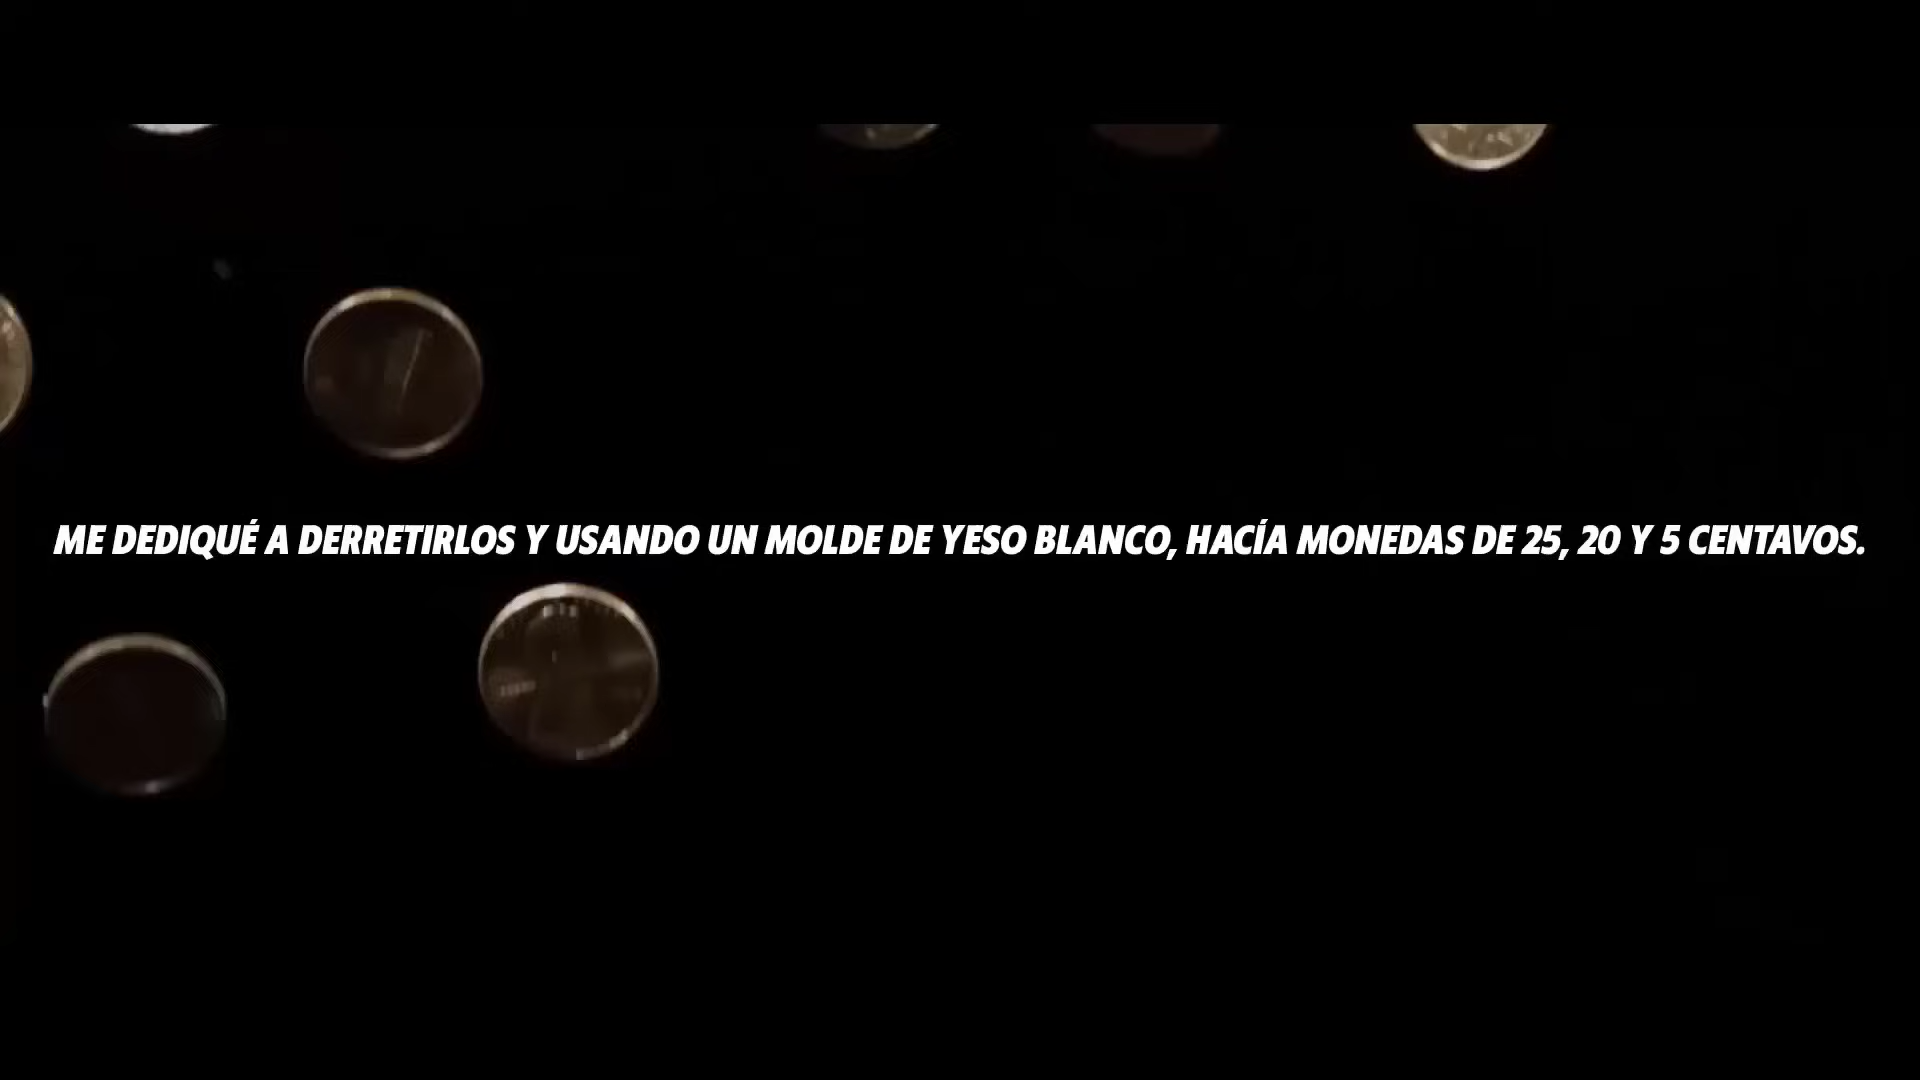 ME DEDIQUÉ A DERRETIRLOS Y USANDO UN MOLDE DE YESO BLANCO, HACÍA MONEDAS DE 25, 20 Y 5 CENTAVOS.